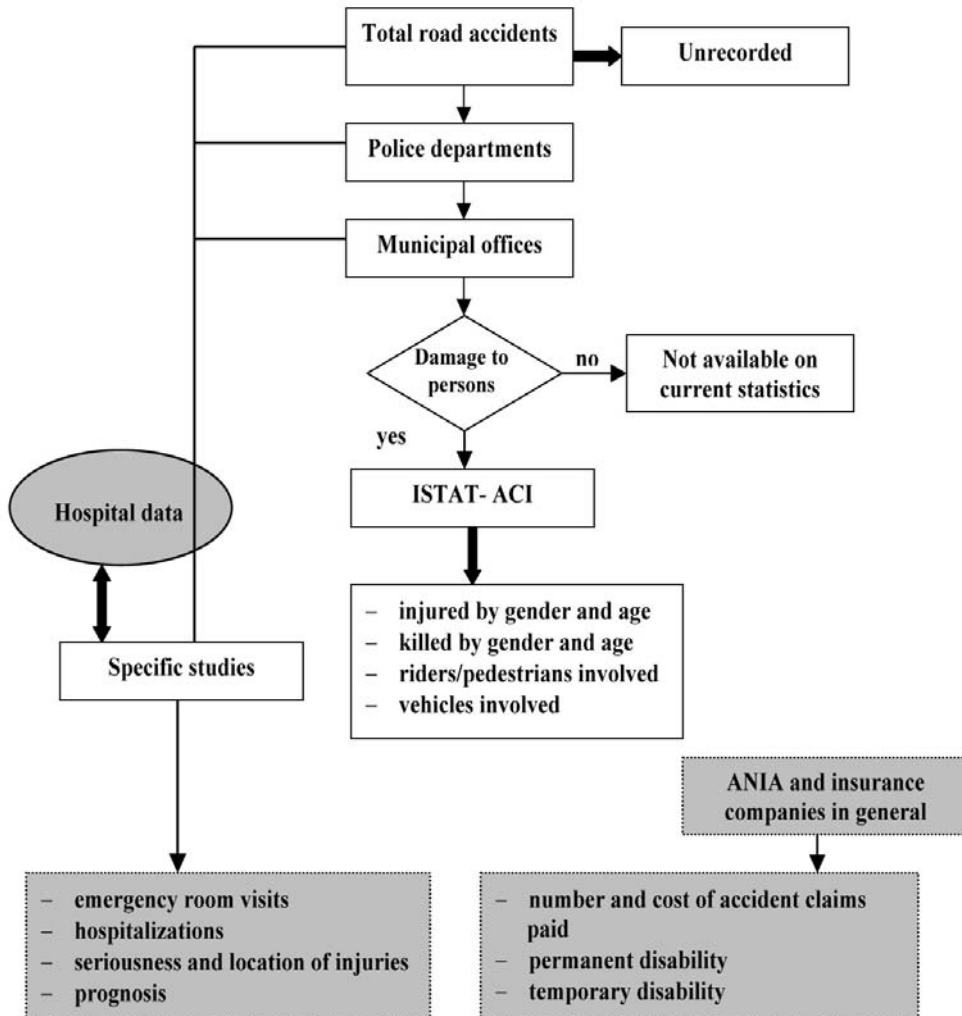 Total road accidents
Unrecorded
Police departments
Municipal offices
Damage to
persons
no
Not available on
current statistics
yes
ISTAT- ACI
Hospital data
– injured by gender and age
– killed by gender and age
– riders/pedestrians involved
– vehicles involved
Specific studies
ANIA and insurance
companies in general
– emergency room visits
– hospitalizations
– seriousness and location of injuries
– prognosis
– number and cost of accident claims
paid
– permanent disability
– temporary disability